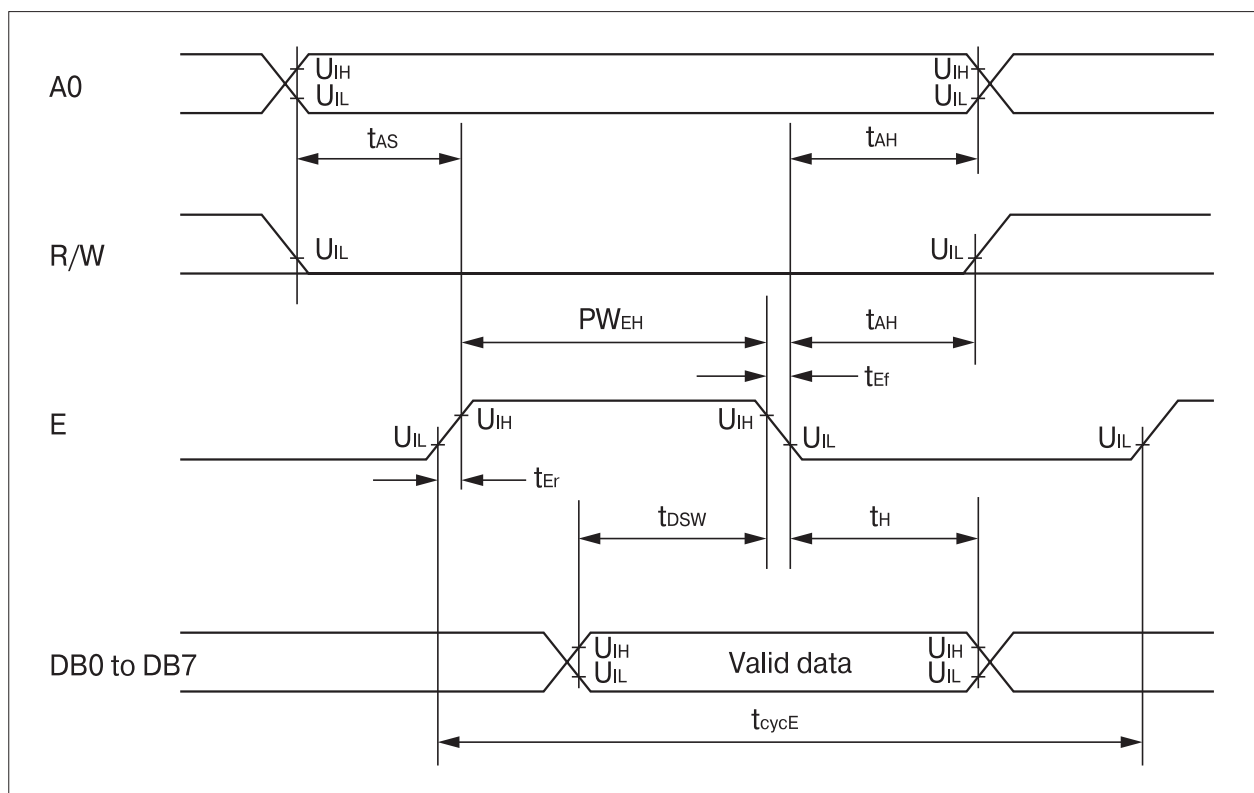 A0
UIH
UIL
UIH
UIL
tAS
tAH
R/W
UIL
UIL
PWEH
tAH
tEf
E
UIL
UIH
UIH
UIL
UIL
tEr
tDSW
tH
DB0 to DB7
UIH
UIL
Valid data
UIH
UIL
tcycE